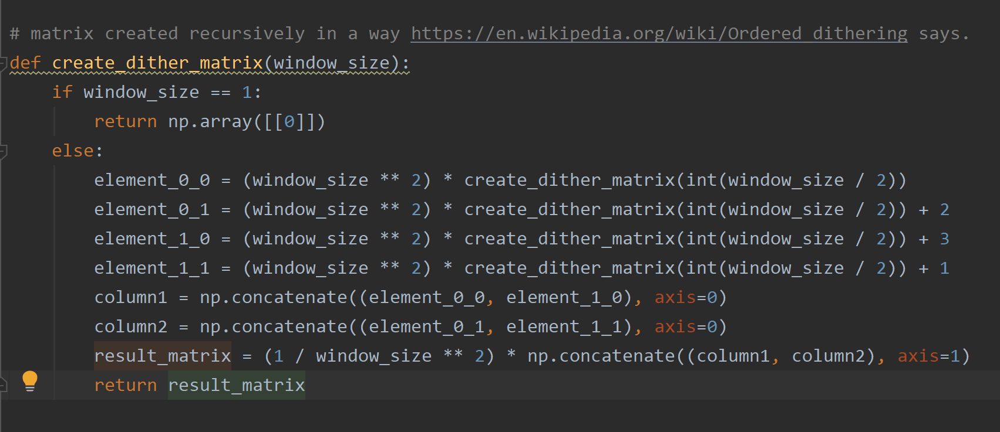 # matrix created recursively in a way https://en.wikipedia.org/wiki/Ordered_dithering says.
def create_dither_matrix(window_size):
    if window_size == 1:
        return np.array([[0]])
    else:
        element_0_0 = (window_size ** 2) * create_dither_matrix(int(window_size / 2))
        element_0_1 = (window_size ** 2) * create_dither_matrix(int(window_size / 2)) + 2
        element_1_0 = (window_size ** 2) * create_dither_matrix(int(window_size / 2)) + 3
        element_1_1 = (window_size ** 2) * create_dither_matrix(int(window_size / 2)) + 1
        column1 = np.concatenate((element_0_0, element_1_0), axis=0)
        column2 = np.concatenate((element_0_1, element_1_1), axis=0)
        result_matrix = (1 / window_size ** 2) * np.concatenate((column1, column2), axis=1)
        return result_matrix